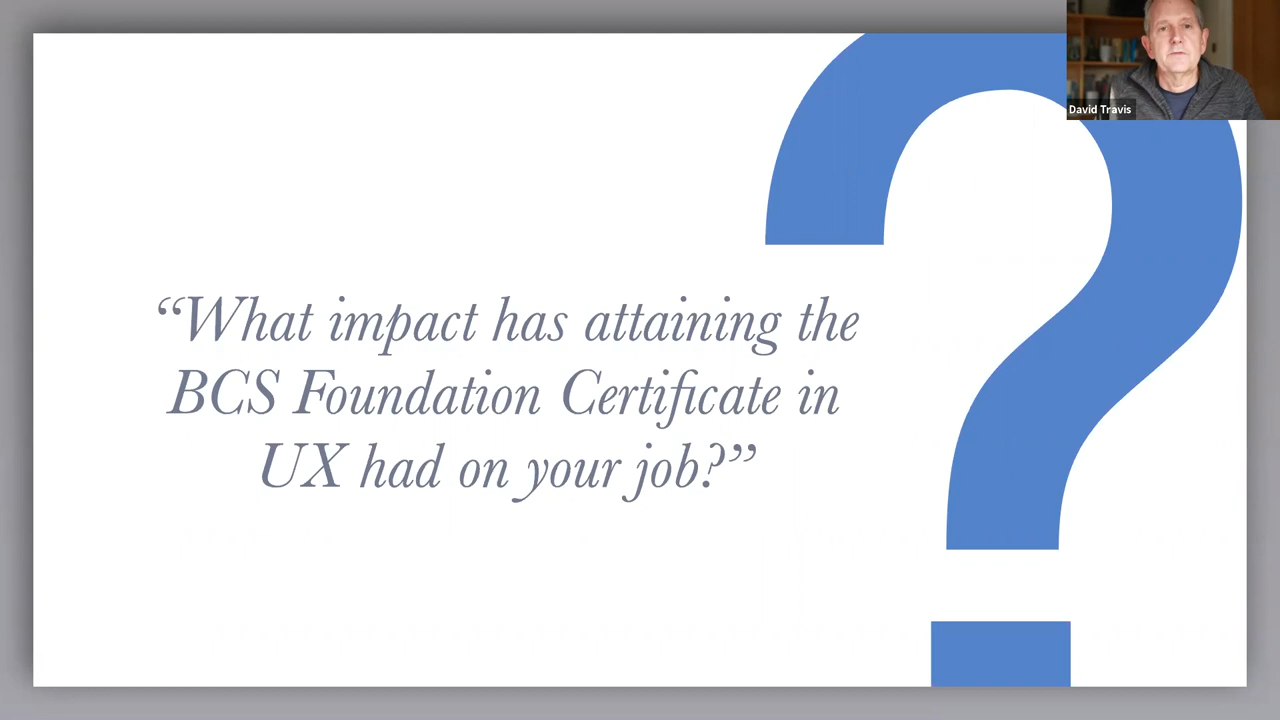 David Travis
“What impact has attaining the
BCS Foundation Certificate in
UX had on your job?”